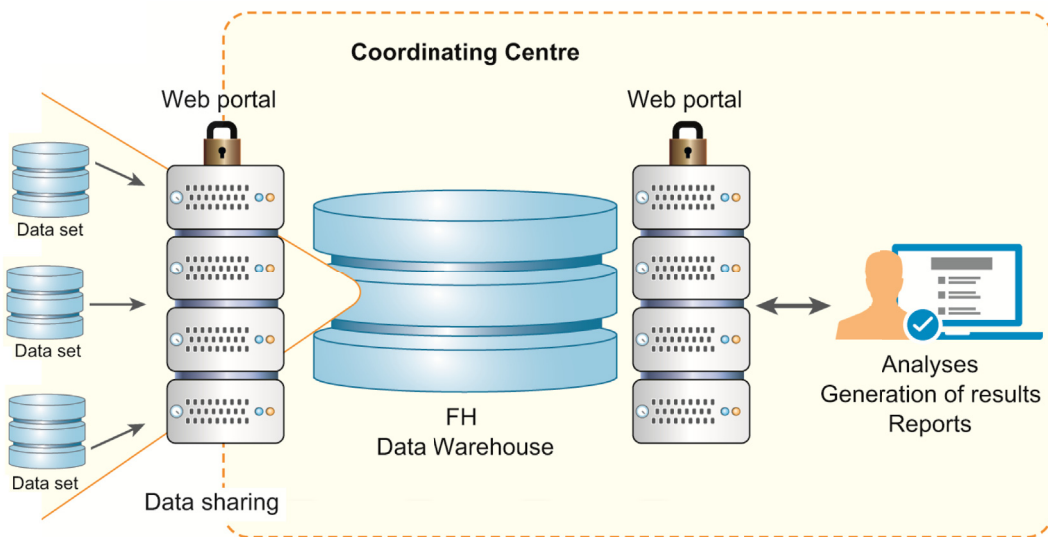 Coordinating Centre
Web portal
Web portal
Data set
Data set
Data set
Data sharing
FH
Data Warehouse
Analyses
Generation of results
Reports